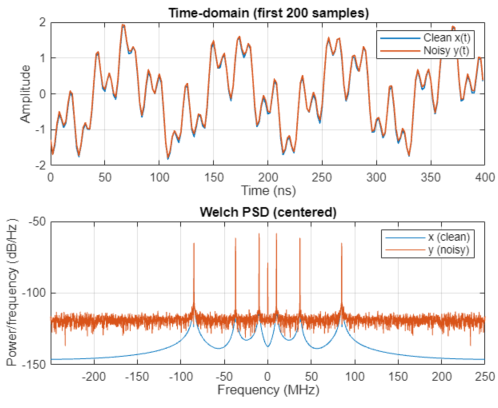 Time-domain (first 200 samples)
Clean x(t)
Noisy y(t)
Amplitude
2
1
0
-1
-2
0 50 100 150 200 250 300 350 400
Time (ns)
Welch PSD (centered)
x (clean)
y (noisy)
Power/frequency (dB/Hz)
-50
-100
-150
-200 -150 -100 -50 0 50 100 150 200 250
Frequency (MHz)